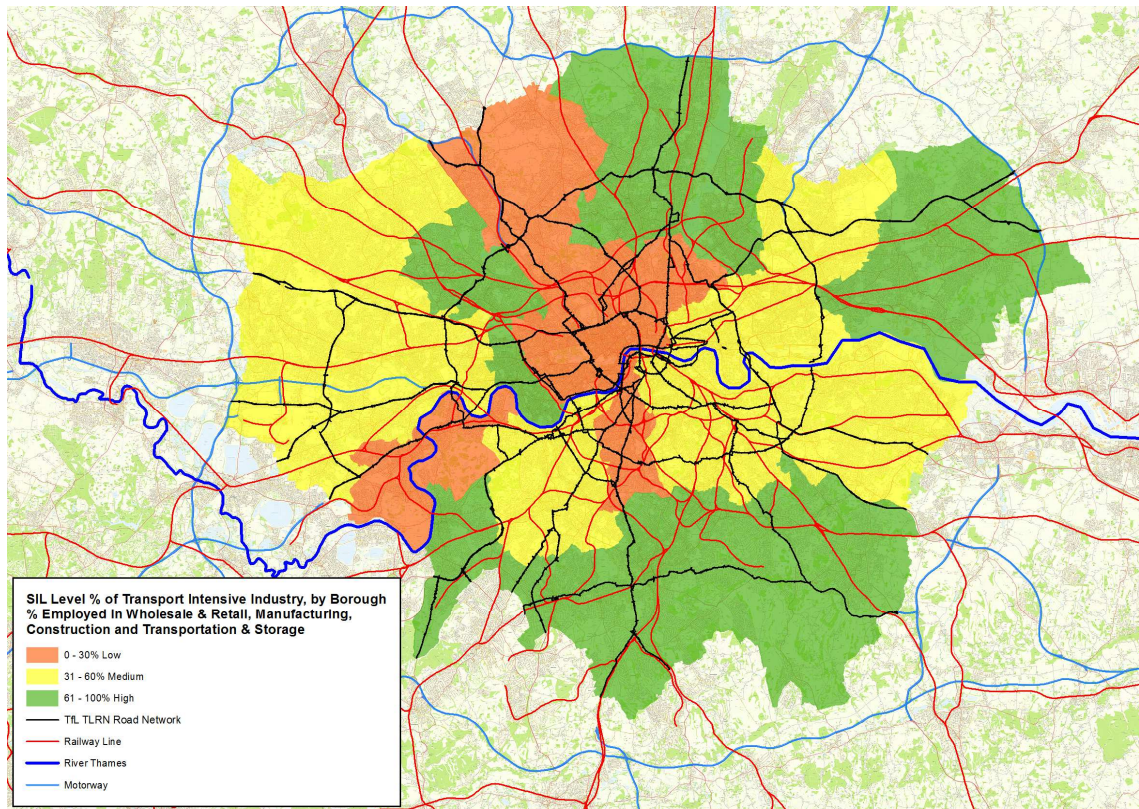 SIL Level % of Transport Intensive Industry, by Borough
% Employed in Wholesale & Retail, Manufacturing,
Construction and Transportation & Storage
0 - 30% Low
31 - 60% Medium
61 - 100% High
TfL TLRN Road Network
Railway Line
River Thames
Motorway